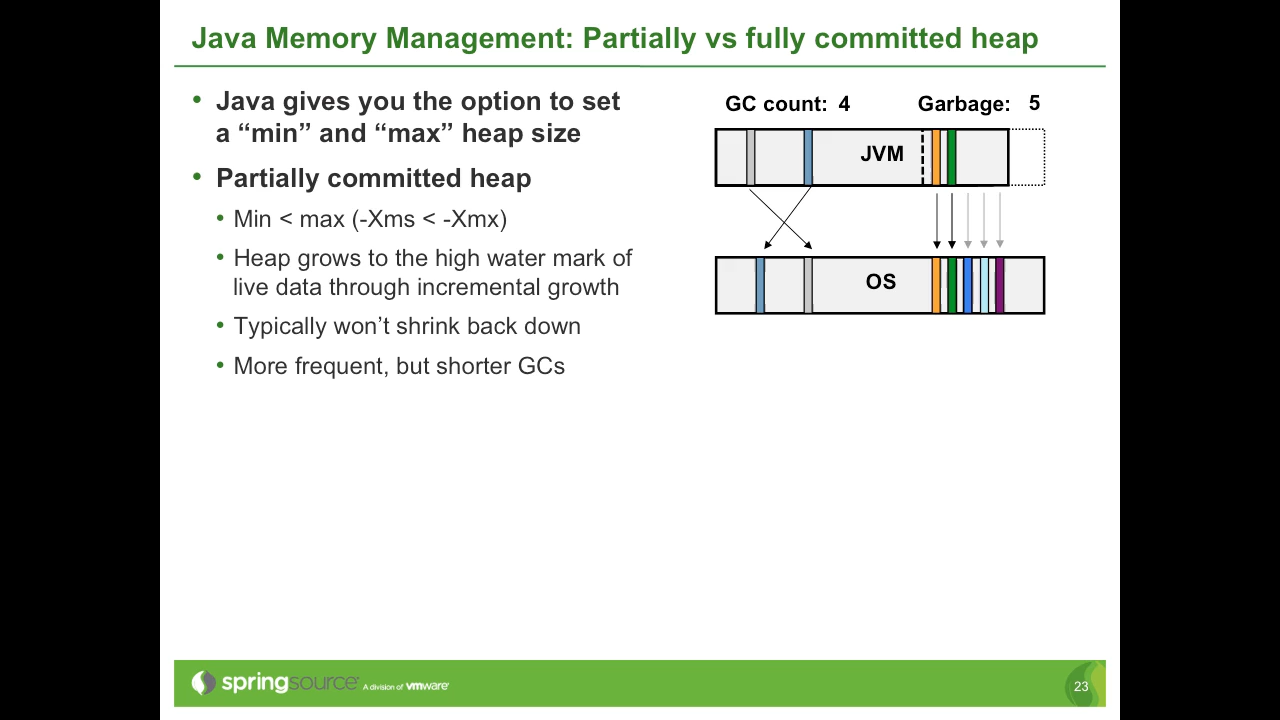 Java Memory Management: Partially vs fully committed heap
• Java gives you the option to set
a “min” and “max” heap size
• Partially committed heap
• Min < max (-Xms < -Xmx)
• Heap grows to the high water mark of
live data through incremental growth
• Typically won’t shrink back down
• More frequent, but shorter GCs
GC count: 4
Garbage: 5
JVM
OS
springsource A division of vmware
23